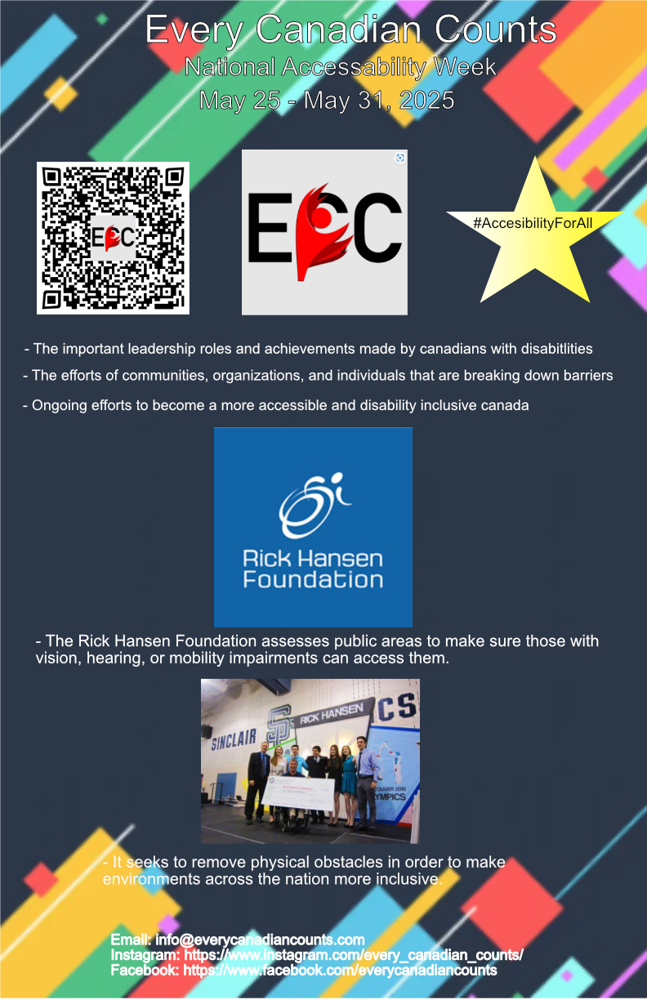 Every Canadian Counts
National Accessability Week
May 25 - May 31, 2025
ECC
ECC
#AccesibilityForAll
- The important leadership roles and achievements made by canadians with disabitlities
- The efforts of communities, organizations, and individuals that are breaking down barriers
- Ongoing efforts to become a more accessible and disability inclusive canada
Rick Hansen
Foundation
- The Rick Hansen Foundation assesses public areas to make sure those with
vision, hearing, or mobility impairments can access them.
SINCLAIR
SP
RICK HANSEN
CS
COUVER 2010
YMPICS
- It seeks to remove physical obstacles in order to make
environments across the nation more inclusive.
Email: info@everycanadiancounts.com
Instagram: https://www.instagram.com/every_canadian_counts/
Facebook: https://www.facebook.com/everycanadiancounts